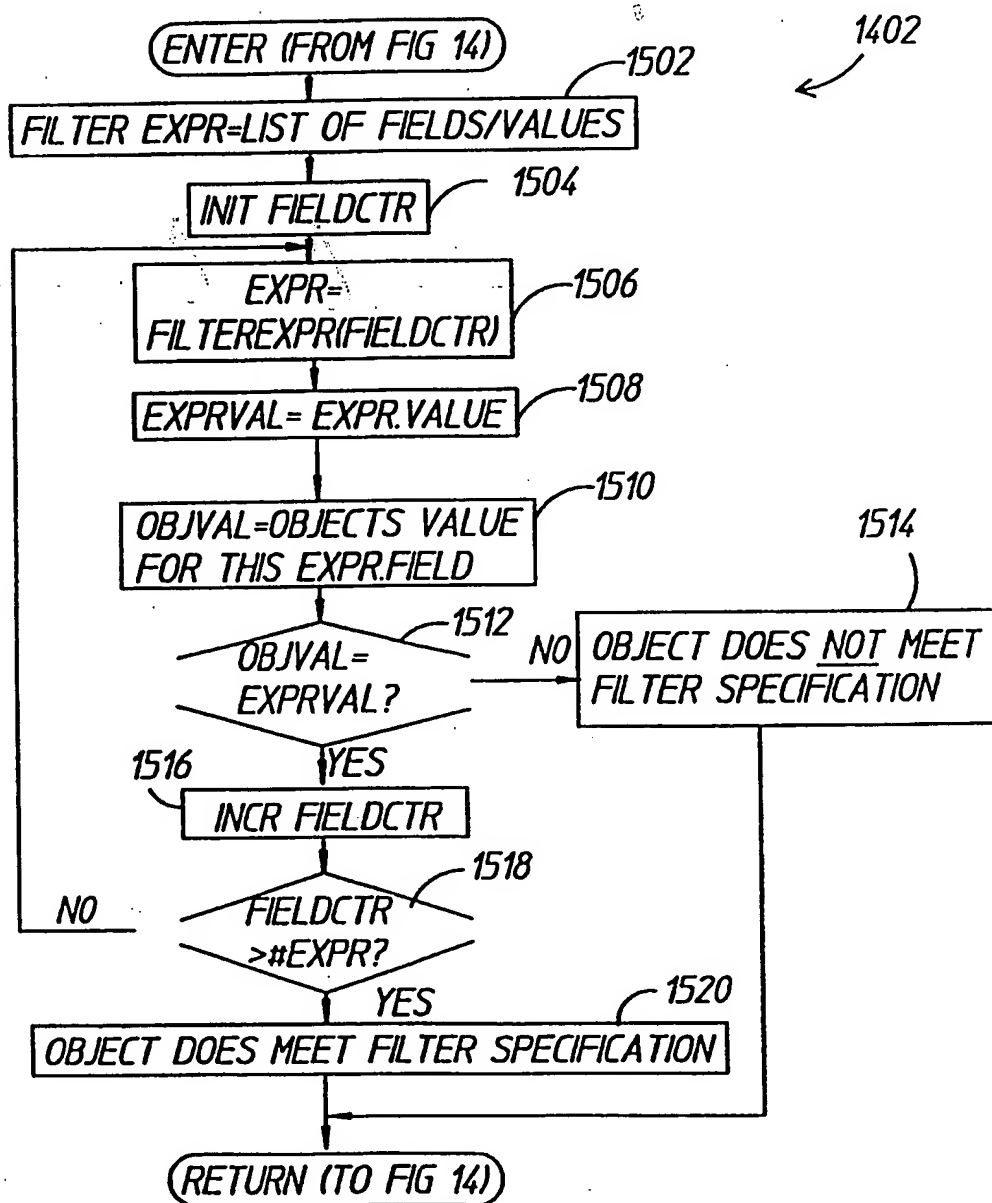 ENTER (FROM FIG 14)
1402
1502
FILTER EXPR=LIST OF FIELDS/VALUES
1504
INIT FIELDCTR
EXPR=
FILTEREXPR(FIELDCTR)
1506
1508
EXPRVAL= EXPR.VALUE
1510
OBJVAL=OBJECTS VALUE
FOR THIS EXPR.FIELD
1514
1512
OBJVAL=
EXPRVAL?
NO
OBJECT DOES NOT MEET
FILTER SPECIFICATION
YES
1516
INCR FIELDCTR
1518
FIELDCTR
>#EXPR?
NO
YES
1520
OBJECT DOES MEET FILTER SPECIFICATION
RETURN (TO FIG 14)